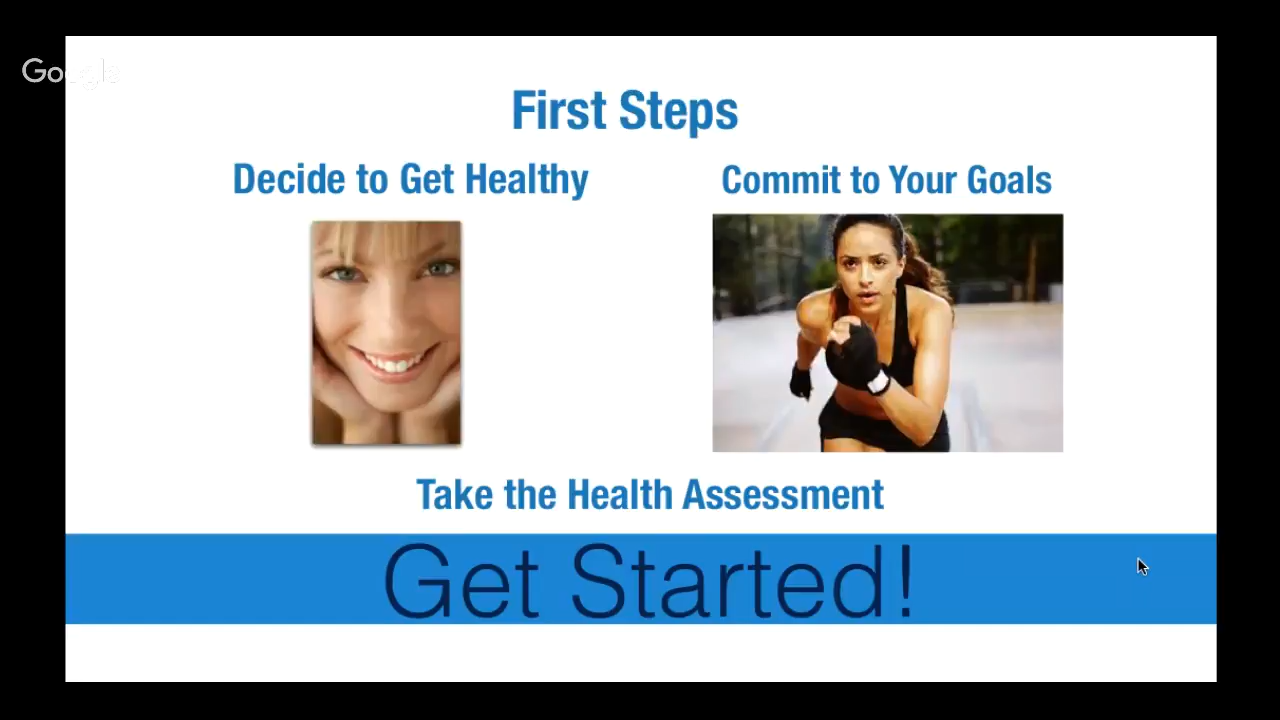 Google
First Steps
Decide to Get Healthy
Commit to Your Goals
Take the Health Assessment
Get Started!